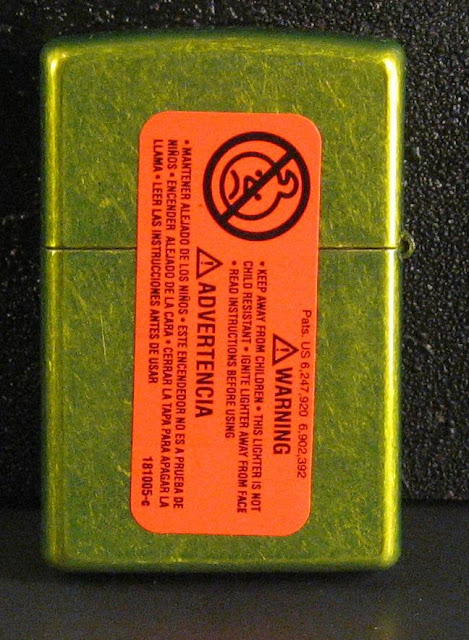 Pats. US 6,247,920 6,902,392
⚠ WARNING
• KEEP AWAY FROM CHILDREN • THIS LIGHTER IS NOT
CHILD RESISTANT • IGNITE LIGHTER AWAY FROM FACE
• READ INSTRUCTIONS BEFORE USING
⚠ ADVERTENCIA
• MANTENER ALEJADO DE LOS NIÑOS • ESTE ENCENDEDOR NO ES A PRUEBA DE
NIÑOS • ENCENDER ALEJADO DE LA CARA • CERRAR LA TAPA PARA APAGAR LA
LLAMA • LEER LAS INSTRUCCIONES ANTES DE USAR
181005-c